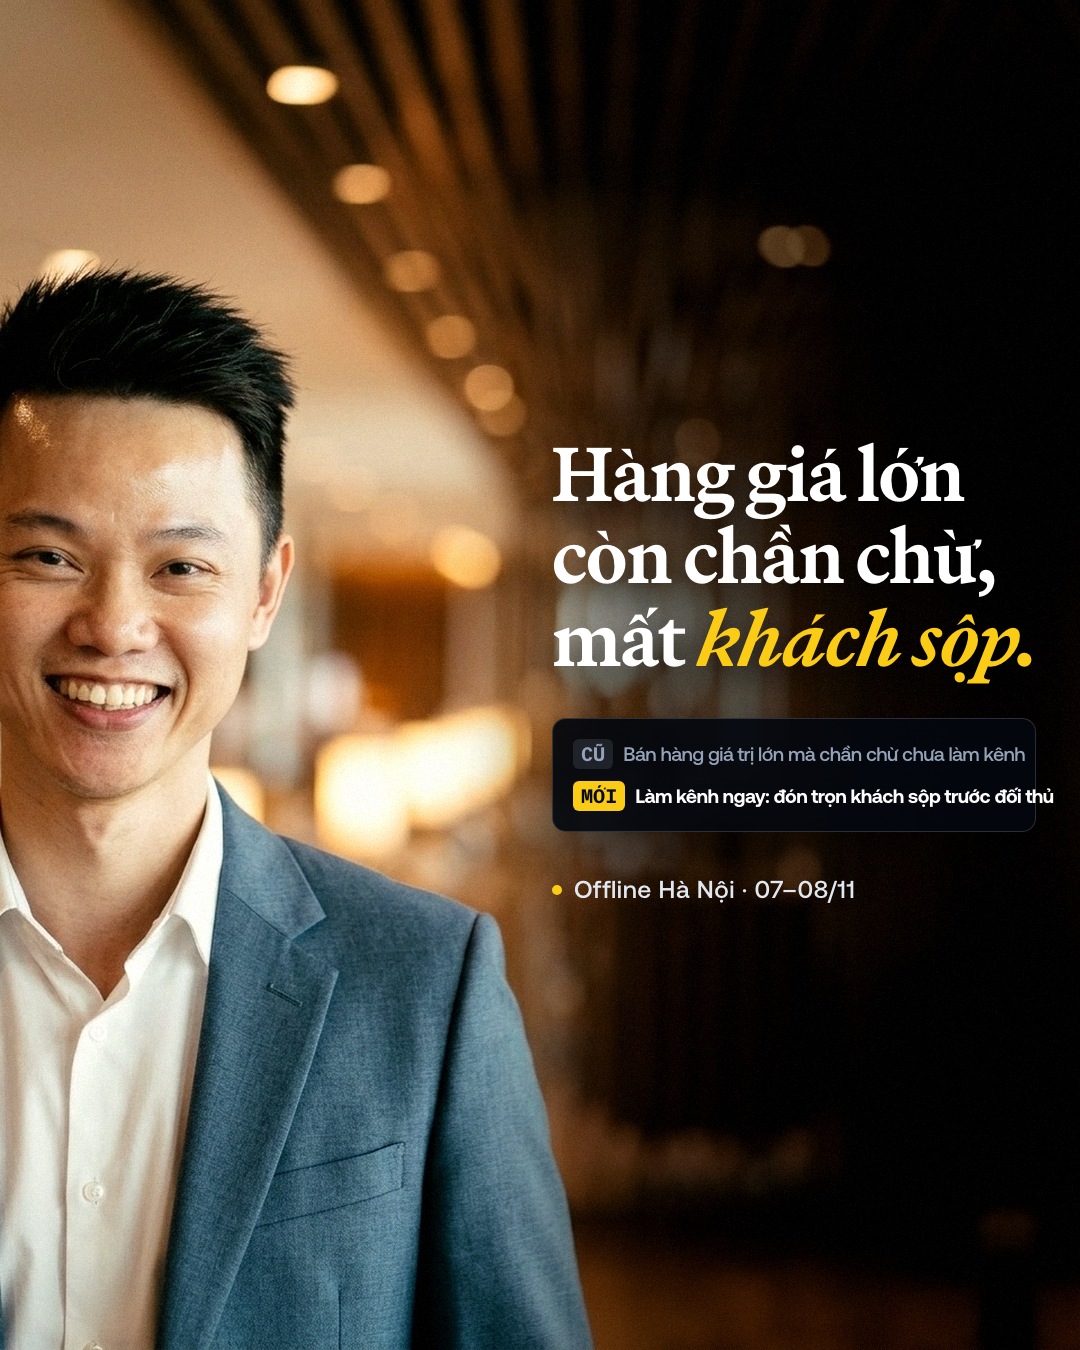 Hàng giá lớn
còn chần chừ,
mất khách sộp.
CŨ Bán hàng giá trị lớn mà chần chừ chưa làm kênh
MỚI Làm kênh ngay: đón trọn khách sộp trước đối thủ
Offline Hà Nội · 07–08/11